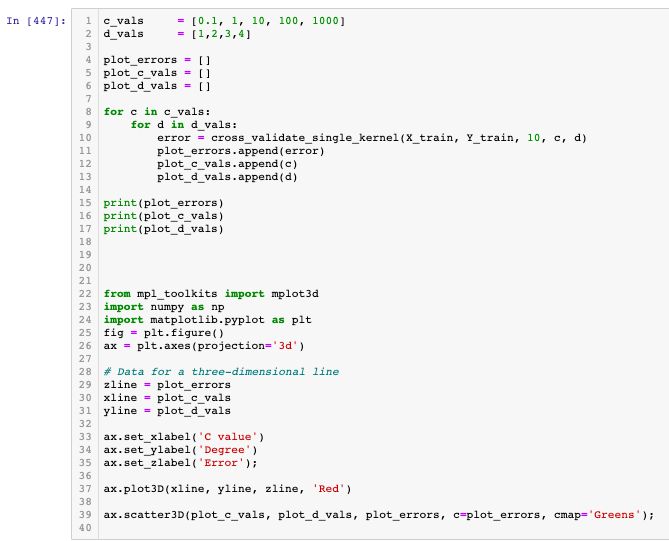 In [447]:
1 c_vals     = [0.1, 1, 10, 100, 1000]
2 d_vals     = [1,2,3,4]
3
4 plot_errors = []
5 plot_c_vals = []
6 plot_d_vals = []
7
8 for c in c_vals:
9     for d in d_vals:
10         error = cross_validate_single_kernel(X_train, Y_train, 10, c, d)
11         plot_errors.append(error)
12         plot_c_vals.append(c)
13         plot_d_vals.append(d)
14
15 print(plot_errors)
16 print(plot_c_vals)
17 print(plot_d_vals)
18
19
20
21
22 from mpl_toolkits import mplot3d
23 import numpy as np
24 import matplotlib.pyplot as plt
25 fig = plt.figure()
26 ax = plt.axes(projection='3d')
27
28 # Data for a three-dimensional line
29 zline = plot_errors
30 xline = plot_c_vals
31 yline = plot_d_vals
32
33 ax.set_xlabel('C value')
34 ax.set_ylabel('Degree')
35 ax.set_zlabel('Error');
36
37 ax.plot3D(xline, yline, zline, 'Red')
38
39 ax.scatter3D(plot_c_vals, plot_d_vals, plot_errors, c=plot_errors, cmap='Greens');
40